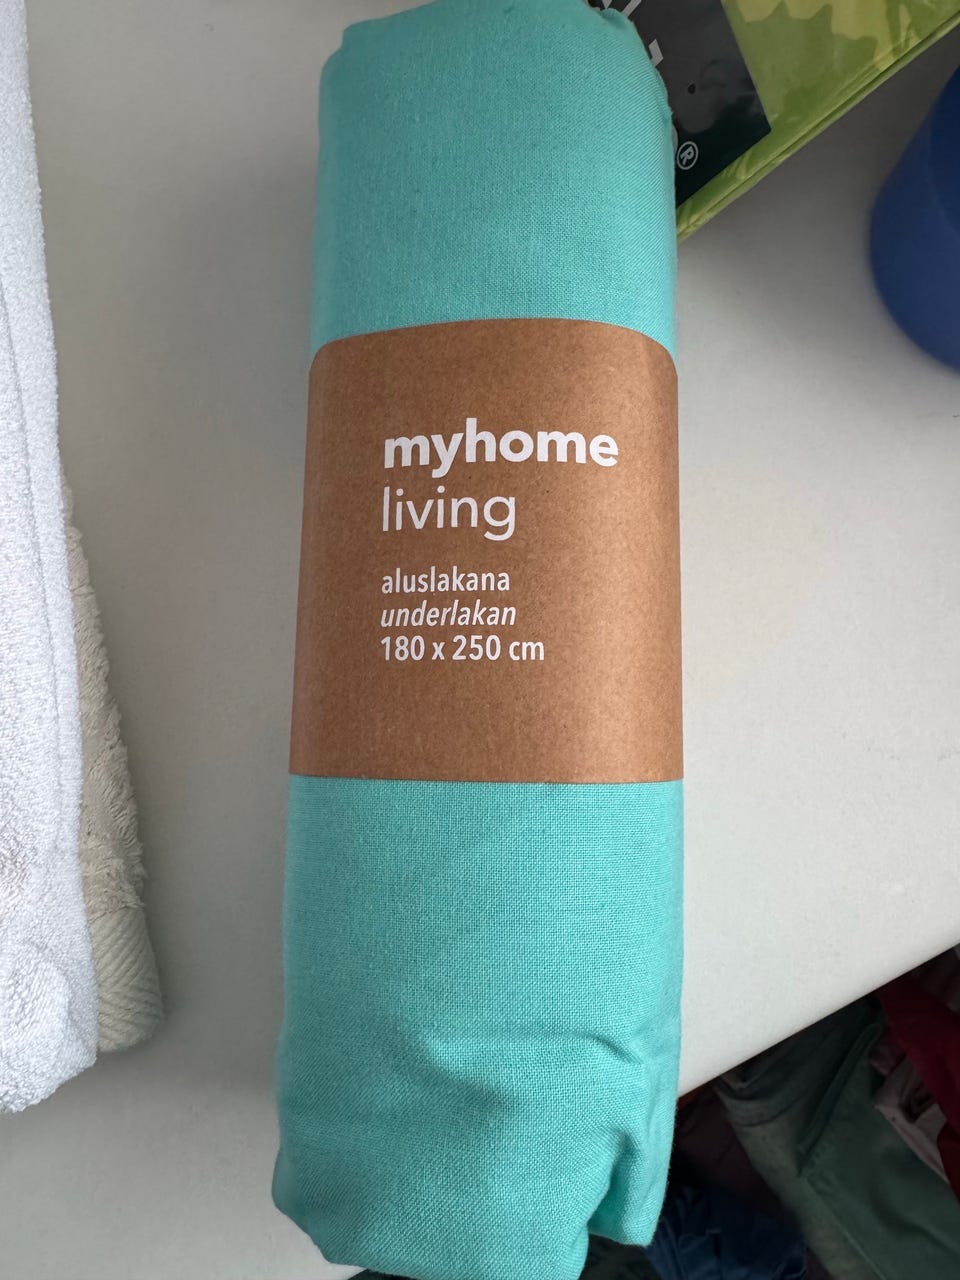 ®
myhome
living
aluslakana
underlakan
180 x 250 cm